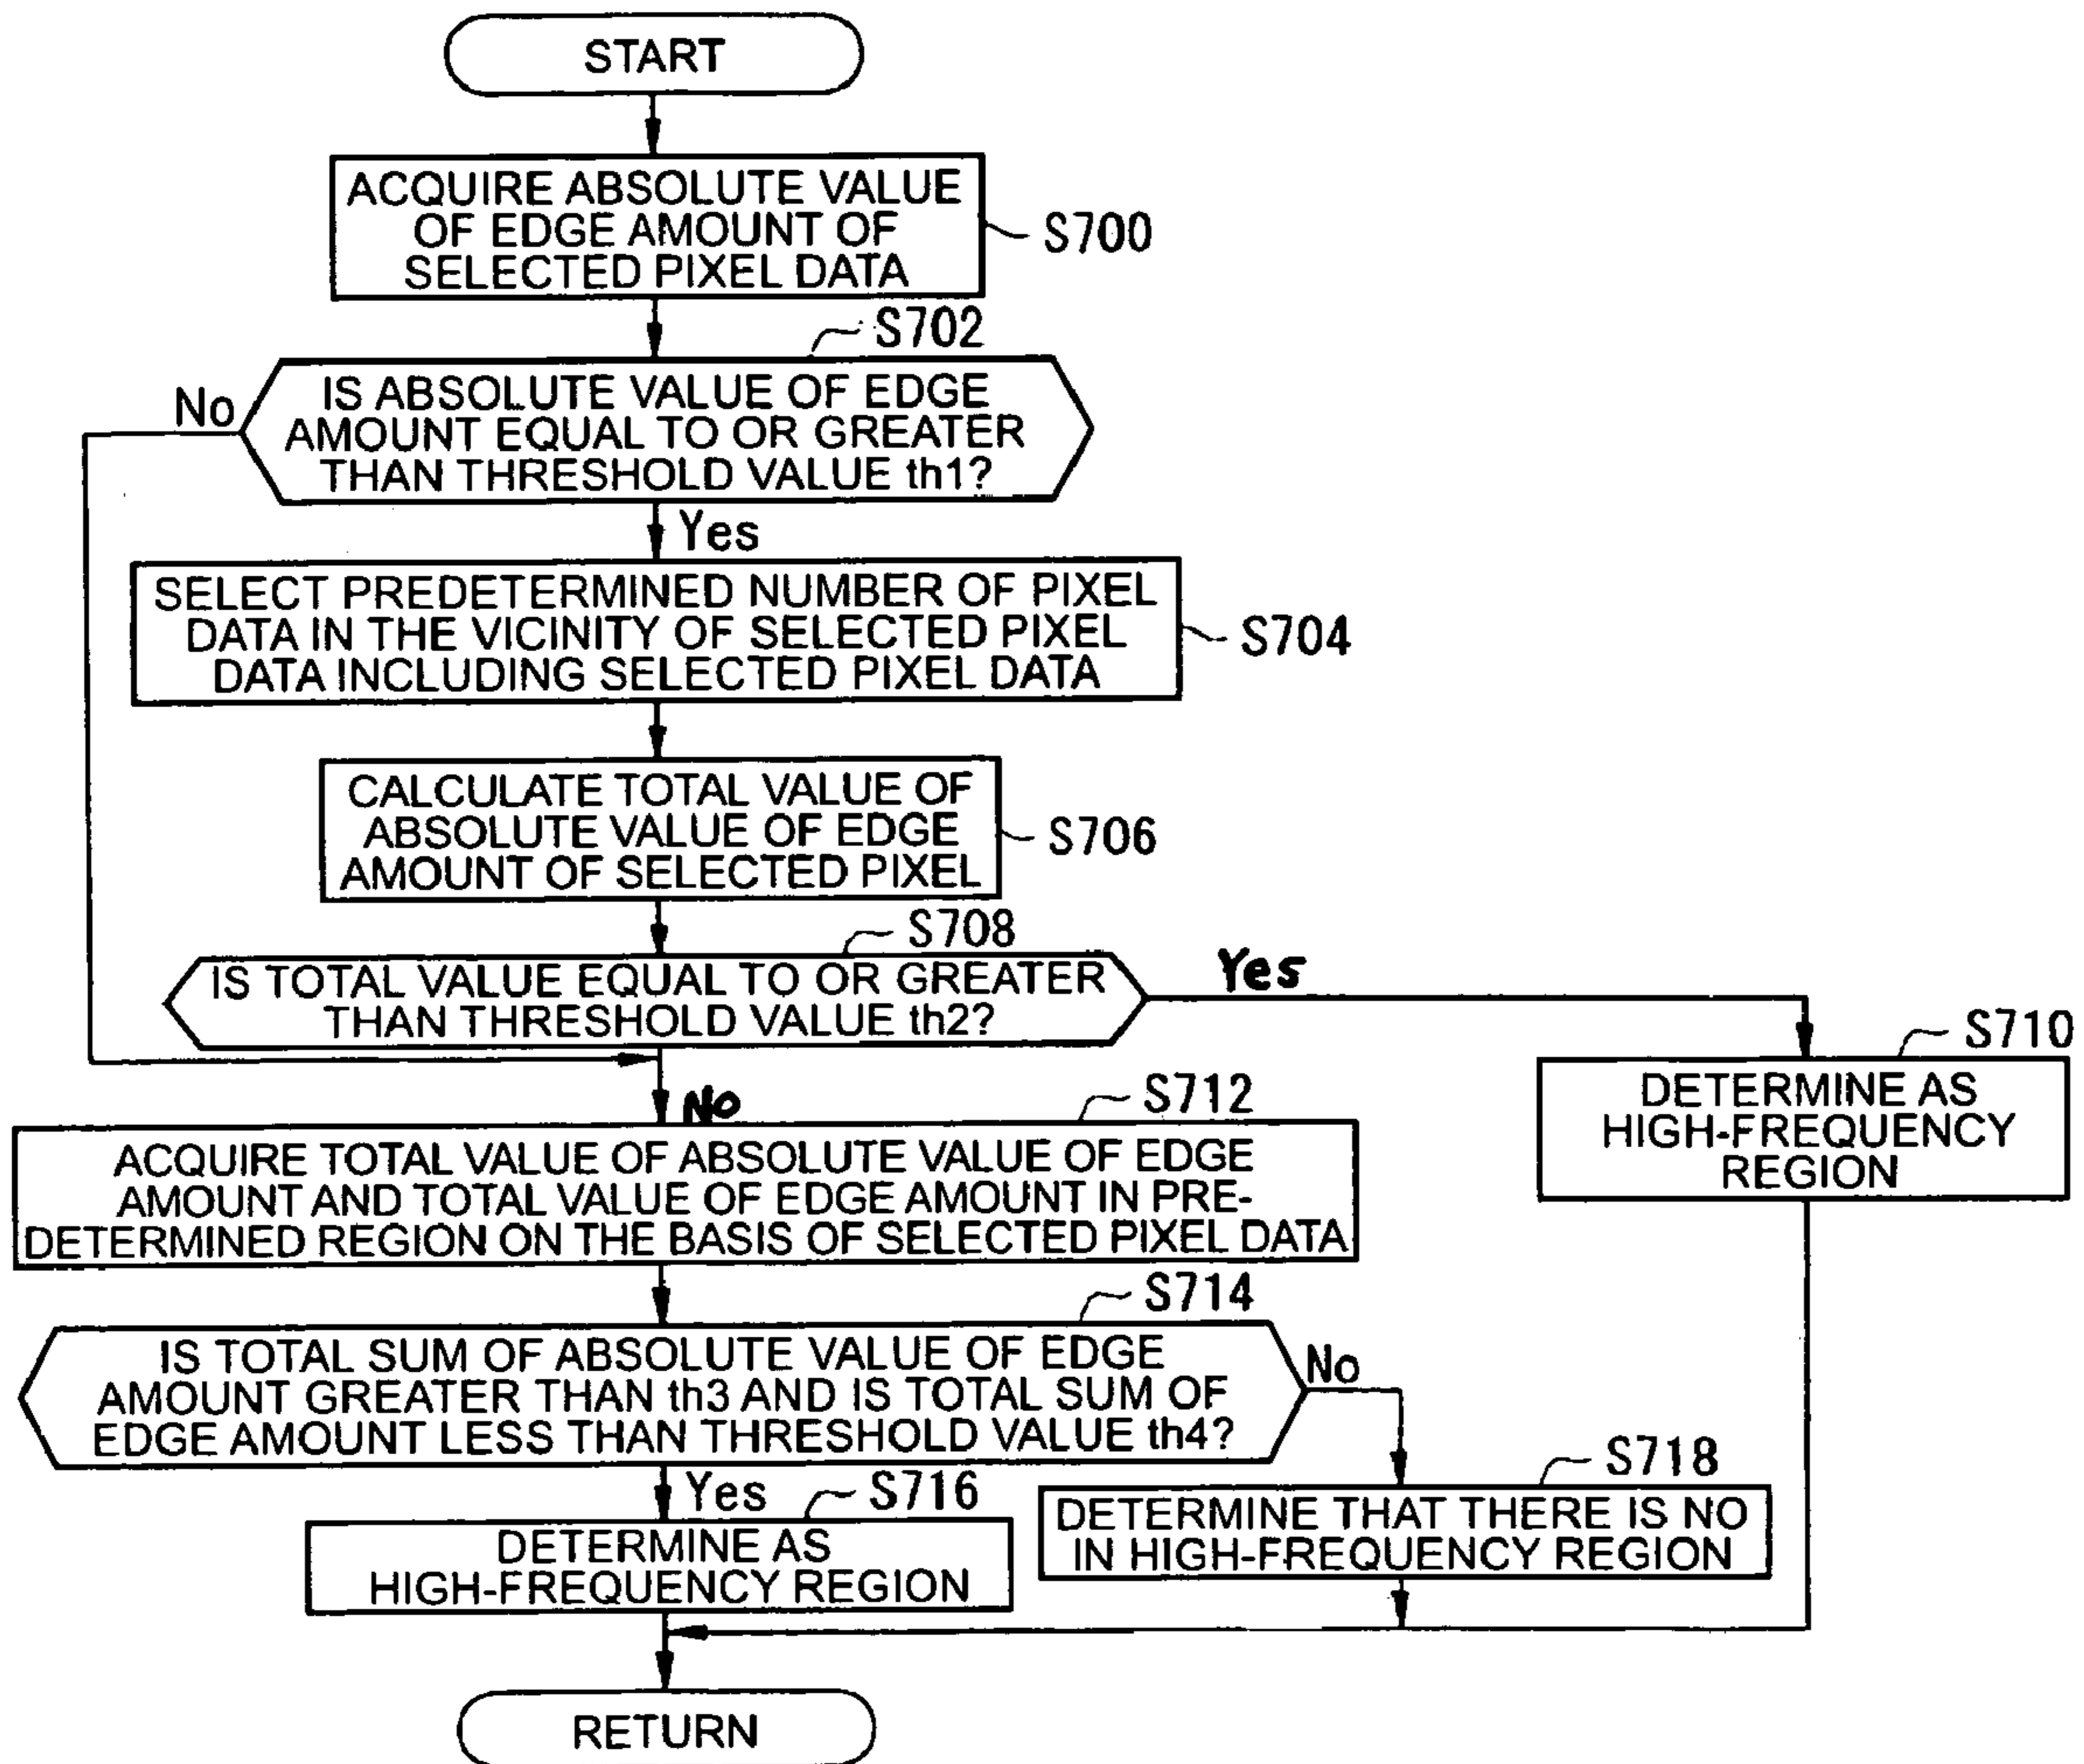 START
ACQUIRE ABSOLUTE VALUE
OF EDGE AMOUNT OF
SELECTED PIXEL DATA
S700
S702
No
IS ABSOLUTE VALUE OF EDGE
AMOUNT EQUAL TO OR GREATER
THAN THRESHOLD VALUE th1?
Yes
SELECT PREDETERMINED NUMBER OF PIXEL
DATA IN THE VICINITY OF SELECTED PIXEL
DATA INCLUDING SELECTED PIXEL DATA
S704
CALCULATE TOTAL VALUE OF
ABSOLUTE VALUE OF EDGE
AMOUNT OF SELECTED PIXEL
S706
S708
IS TOTAL VALUE EQUAL TO OR GREATER
THAN THRESHOLD VALUE th2?
Yes
S710
DETERMINE AS
HIGH-FREQUENCY
REGION
No
S712
ACQUIRE TOTAL VALUE OF ABSOLUTE VALUE OF EDGE
AMOUNT AND TOTAL VALUE OF EDGE AMOUNT IN PRE-
DETERMINED REGION ON THE BASIS OF SELECTED PIXEL DATA
S714
IS TOTAL SUM OF ABSOLUTE VALUE OF EDGE
AMOUNT GREATER THAN th3 AND IS TOTAL SUM OF
EDGE AMOUNT LESS THAN THRESHOLD VALUE th4?
No
Yes
S716
DETERMINE AS
HIGH-FREQUENCY REGION
S718
DETERMINE THAT THERE IS NO
IN HIGH-FREQUENCY REGION
RETURN